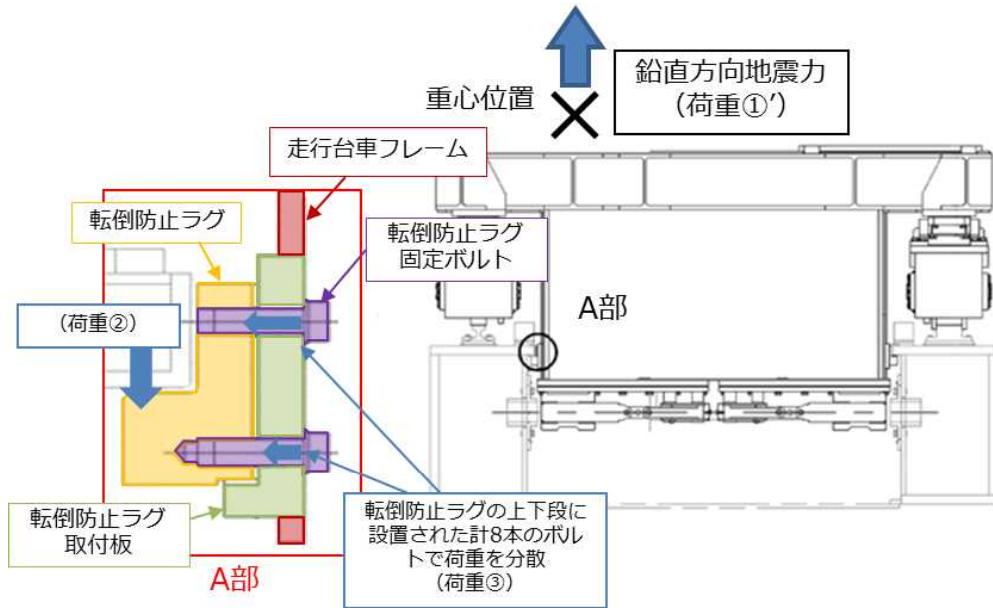 鉛直方向地震力
(荷重①’)
重心位置
走行台車フレーム
転倒防止ラグ
転倒防止ラグ
固定ボルト
(荷重②)
A部
転倒防止ラグ
取付板
転倒防止ラグの上下段に
設置された計8本のボル
トで荷重を分散
(荷重③)
A部